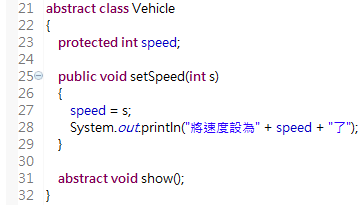 21 abstract class Vehicle
22 {
23 protected int speed;
24
25 public void setSpeed(int s)
26 {
27 speed = s;
28 System.out.println("將速度設為" + speed + "了");
29 }
30
31 abstract void show();
32 }